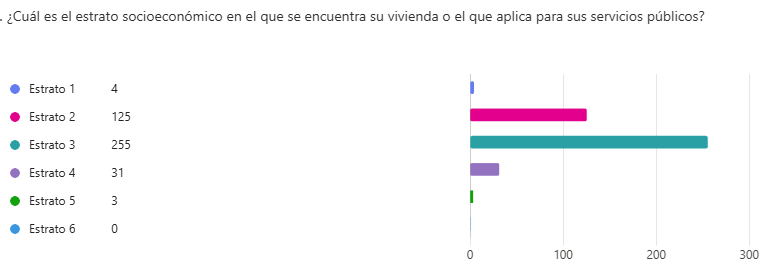 . ¿Cuál es el estrato socioeconómico en el que se encuentra su vivienda o el que aplica para sus servicios públicos?
Estrato 1 4
Estrato 2 125
Estrato 3 255
Estrato 4 31
Estrato 5 3
Estrato 6 0
0 100 200 300